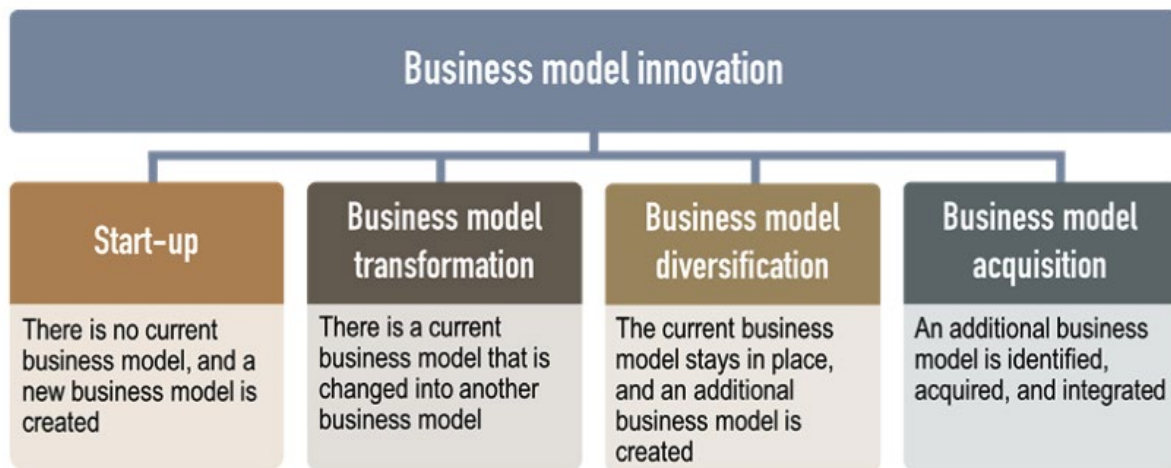 Business model innovation
Start-up
There is no current
business model, and a
new business model is
created
Business model
transformation
There is a current
business model that is
changed into another
business model
Business model
diversification
The current business
model stays in place,
and an additional
business model is
created
Business model
acquisition
An additional business
model is identified,
acquired, and integrated